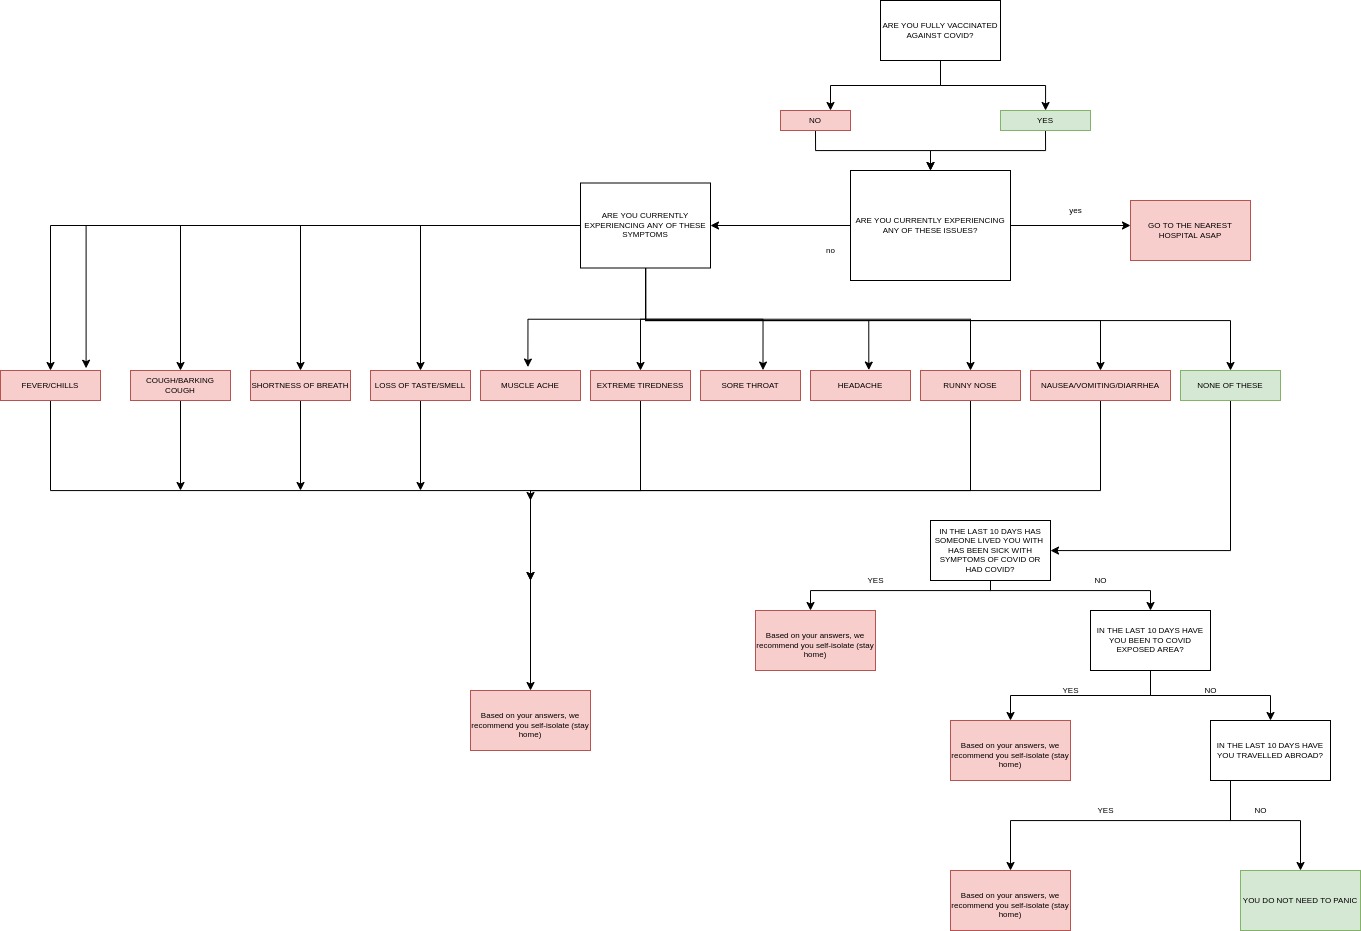 ARE YOU FULLY VACCINATED
AGAINST COVID?
NO
YES
ARE YOU CURRENTLY
EXPERIENCING ANY OF THESE
SYMPTOMS
ARE YOU CURRENTLY EXPERIENCING
ANY OF THESE ISSUES?
yes
no
GO TO THE NEAREST
HOSPITAL ASAP
FEVER/CHILLS
COUGH/BARKING
COUGH
SHORTNESS OF BREATH
LOSS OF TASTE/SMELL
MUSCLE ACHE
EXTREME TIREDNESS
SORE THROAT
HEADACHE
RUNNY NOSE
NAUSEA/VOMITING/DIARRHEA
NONE OF THESE
IN THE LAST 10 DAYS HAS
SOMEONE LIVED YOU WITH
HAS BEEN SICK WITH
SYMPTOMS OF COVID OR
HAD COVID?
YES
NO
Based on your answers, we
recommend you self-isolate (stay
home)
IN THE LAST 10 DAYS HAVE
YOU BEEN TO COVID
EXPOSED AREA?
YES
NO
Based on your answers, we
recommend you self-isolate (stay
home)
Based on your answers, we
recommend you self-isolate (stay
home)
IN THE LAST 10 DAYS HAVE
YOU TRAVELLED ABROAD?
YES
NO
Based on your answers, we
recommend you self-isolate (stay
home)
YOU DO NOT NEED TO PANIC